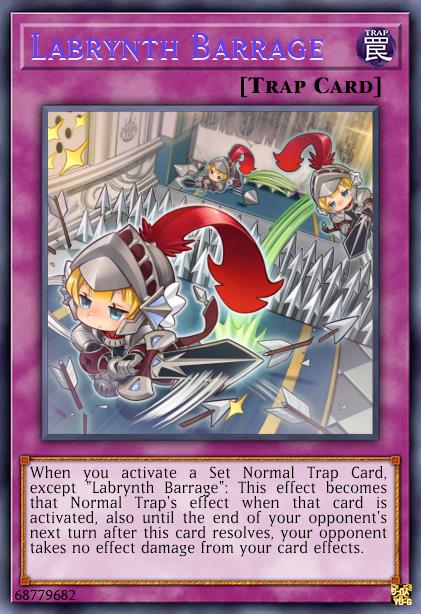 LABRYNTH BARRAGE
TRAP
罠
[TRAP CARD]
When you activate a Set Normal Trap Card,
except "Labrynth Barrage": This effect becomes
that Normal Trap's effect when that card is
activated, also until the end of your opponent's
next turn after this card resolves, your opponent
takes no effect damage from your card effects.
68779682